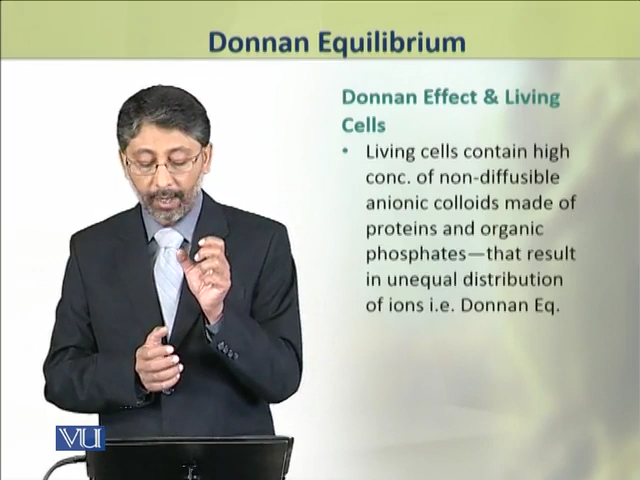 Donnan Equilibrium
Donnan Effect & Living
Cells
• Living cells contain high
conc. of non-diffusible
anionic colloids made of
proteins and organic
phosphates—that result
in unequal distribution
of ions i.e. Donnan Eq.
VU